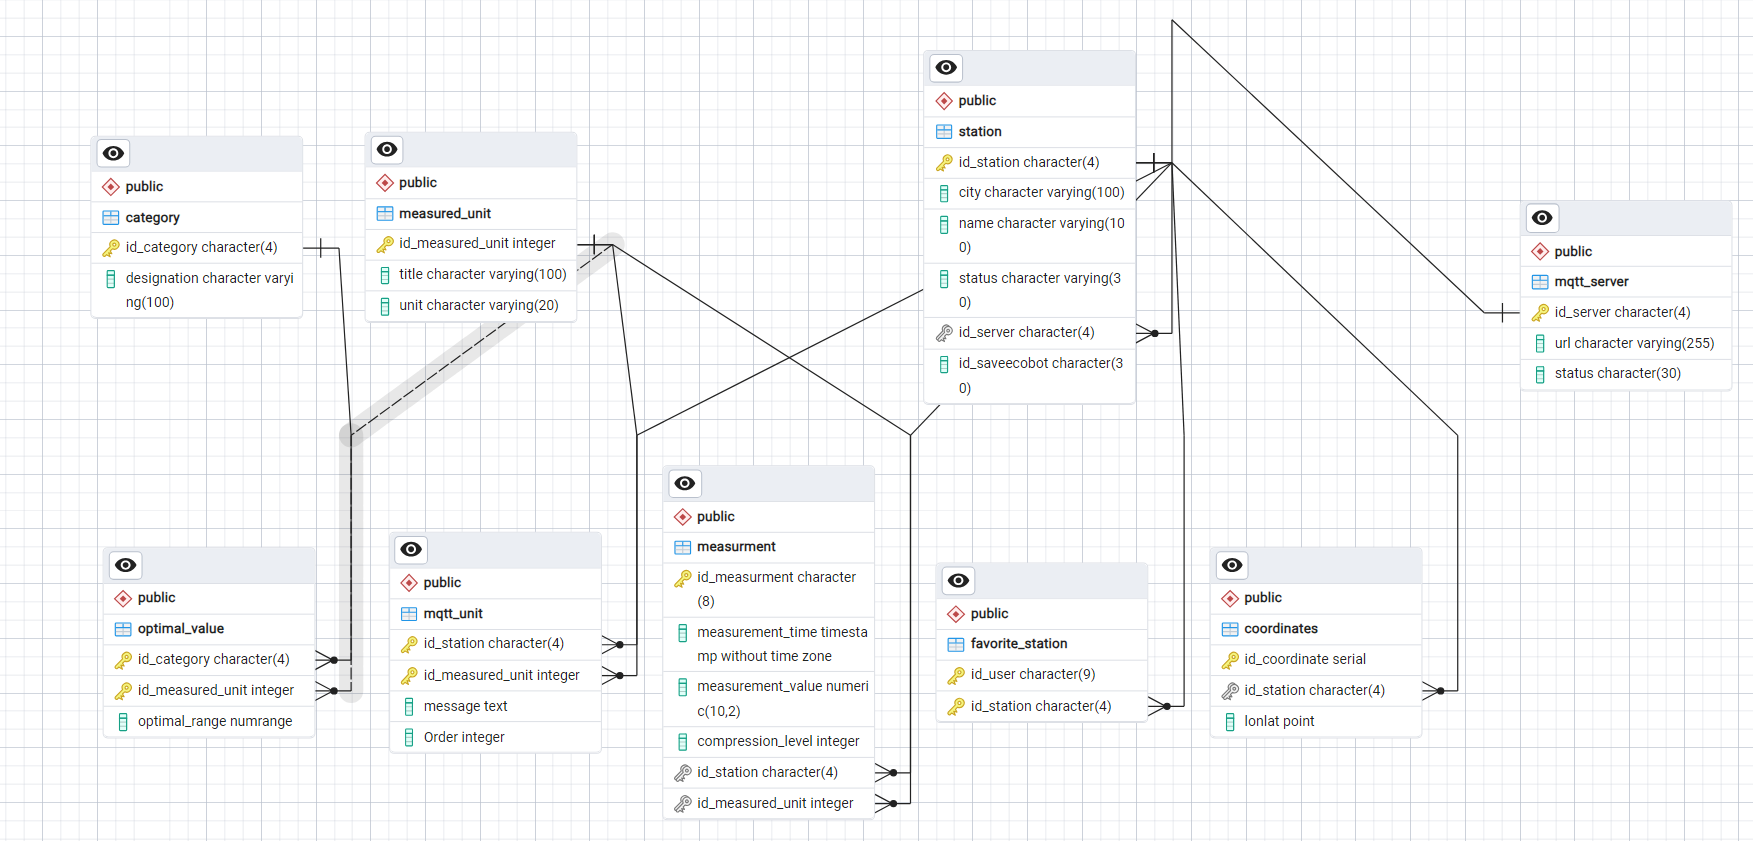 public
category
id_category character(4)
designation character varyi
ng(100)
public
measured_unit
id_measured_unit integer
title character varying(100)
unit character varying(20)
public
station
id_station character(4)
city character varying(100)
name character varying(10
0)
status character varying(3
0)
id_server character(4)
id_saveecobot character(3
0)
public
mqtt_server
id_server character(4)
url character varying(255)
status character(30)
public
optimal_value
id_category character(4)
id_measured_unit integer
optimal_range numrange
public
mqtt_unit
id_station character(4)
id_measured_unit integer
message text
Order integer
public
measurment
id_measurment character
(8)
measurement_time timesta
mp without time zone
measurement_value numeri
c(10,2)
compression_level integer
id_station character(4)
id_measured_unit integer
public
favorite_station
id_user character(9)
id_station character(4)
public
coordinates
id_coordinate serial
id_station character(4)
lonlat point